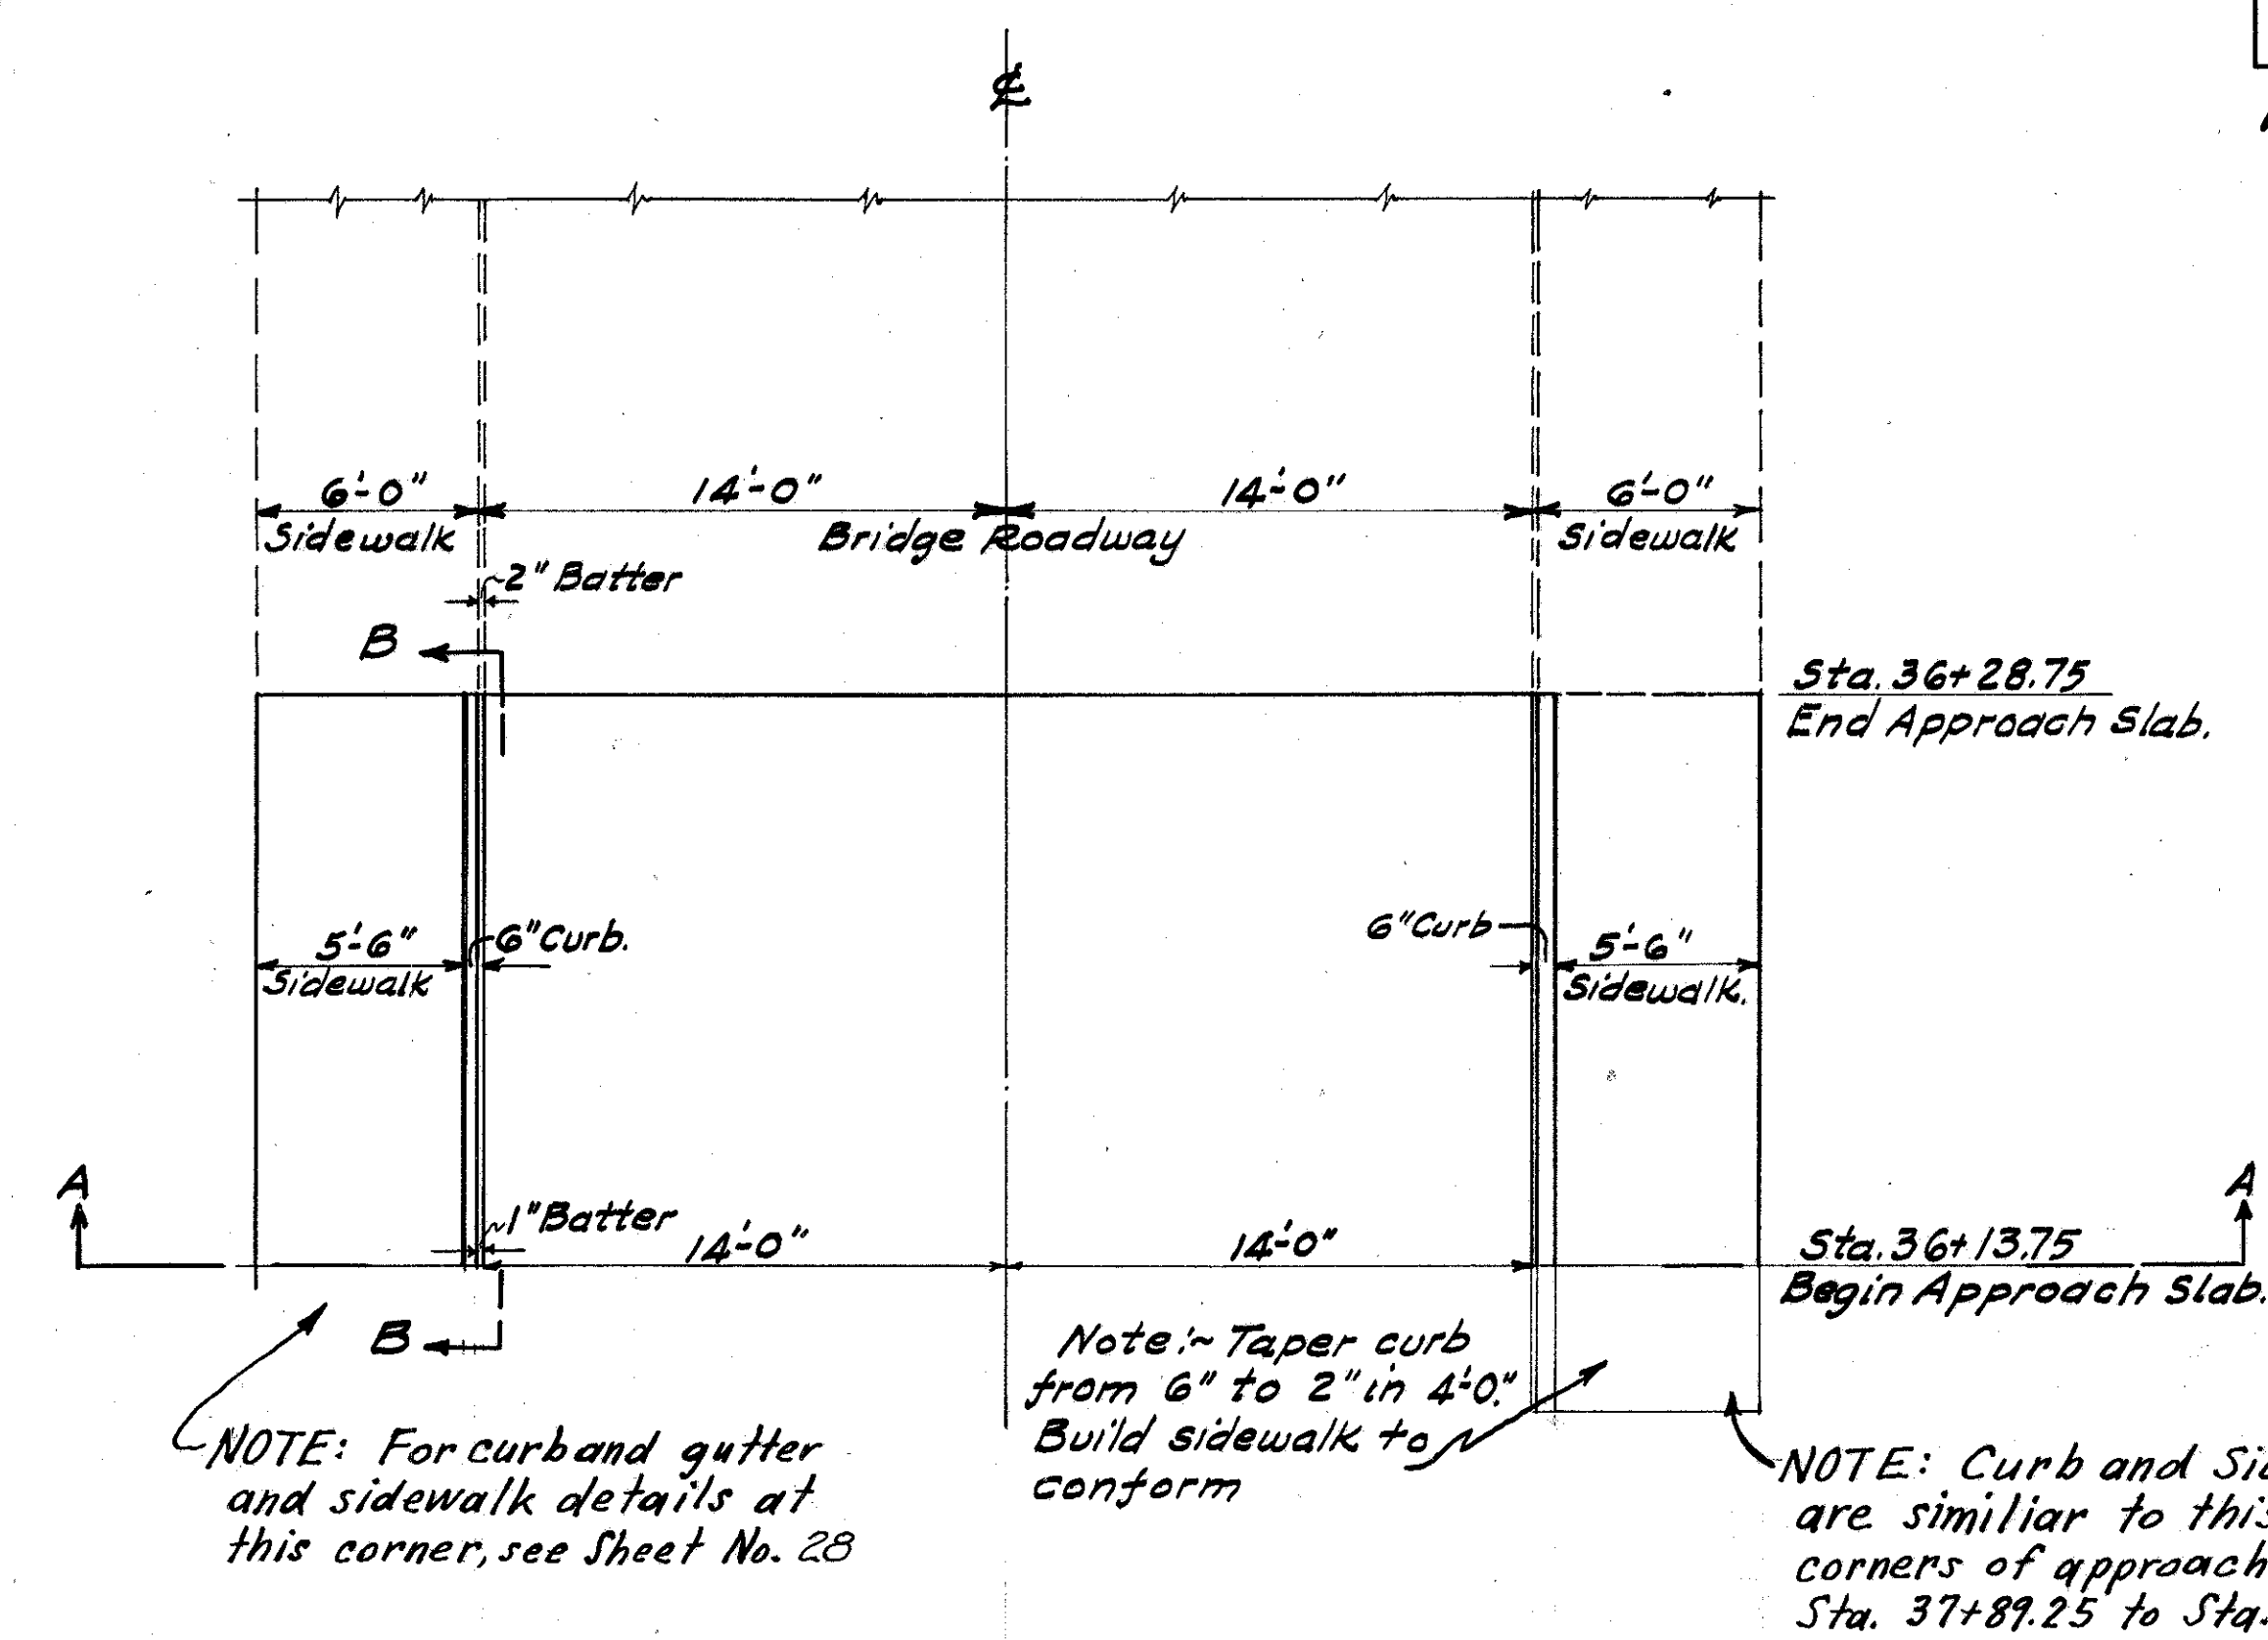 ℄
6'-0" 14'-0" 14'-0" 6'-0"
Sidewalk Bridge Roadway Sidewalk
2" Batter
B
Sta. 36+28.75
End Approach Slab.
5'-6" 6" Curb. 6" Curb 5'-6"
Sidewalk Sidewalk.
A A
1" Batter
14'-0" 14'-0" Sta. 36+13.75
Begin Approach Slab.
B
Note:~ Taper curb
from 6" to 2" in 4'-0".
Build sidewalk to
conform
NOTE: For curb and gutter
and sidewalk details at
this corner, see Sheet No. 28
NOTE: Curb and
are similiar to this
corners of approach
Sta. 37+89.25 to Sta.